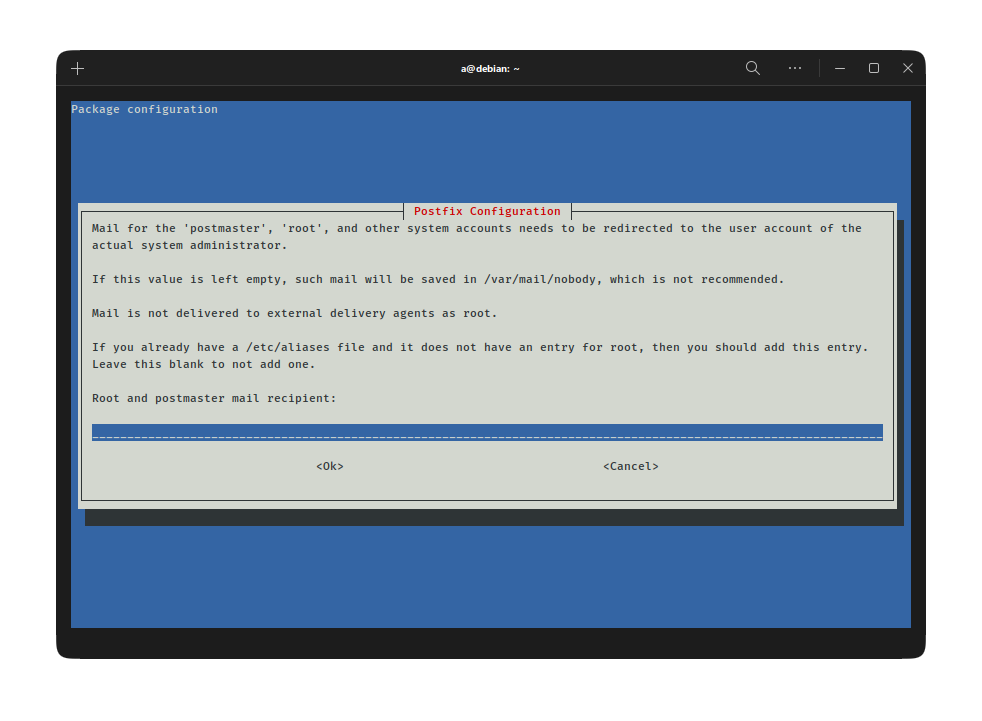 a@debian: ~
Package configuration
Postfix Configuration
Mail for the 'postmaster', 'root', and other system accounts needs to be redirected to the user account of the
actual system administrator.
If this value is left empty, such mail will be saved in /var/mail/nobody, which is not recommended.
Mail is not delivered to external delivery agents as root.
If you already have a /etc/aliases file and it does not have an entry for root, then you should add this entry.
Leave this blank to not add one.
Root and postmaster mail recipient:
<Ok> <Cancel>